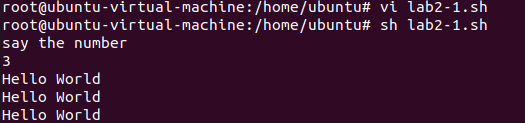 root@ubuntu-virtual-machine:/home/ubuntu# vi lab2-1.sh
root@ubuntu-virtual-machine:/home/ubuntu# sh lab2-1.sh
say the number
3
Hello World
Hello World
Hello World